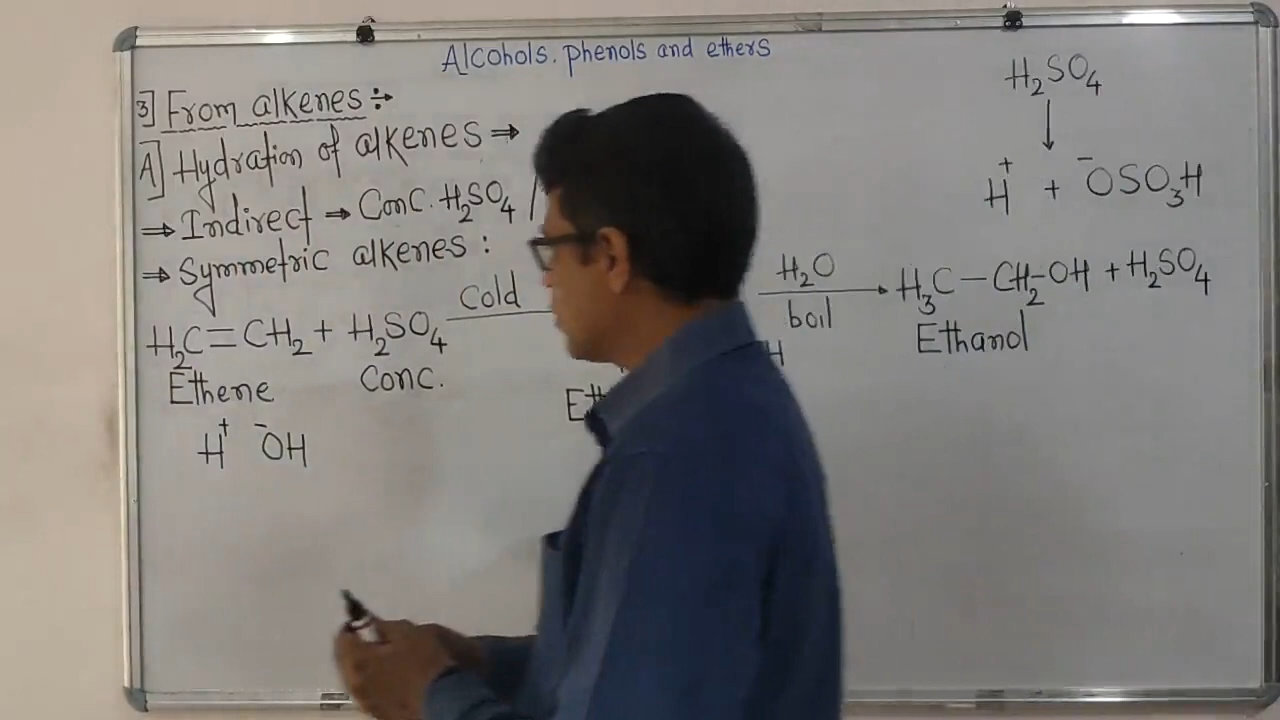 Alcohols. phenols and ethers
3] From alkenes :-
A] Hydration of alkenes ⇒
⇒ Indirect → Conc. H₂SO₄ /
⇒ Symmetric alkenes :
H₂C=CH₂ + H₂SO₄ Cold
Ethene Conc.
H⁺ ⁻OH
H₂SO₄
↓
H⁺ + ⁻OSO₃H
H₂O
boil
H
H₃C-CH₂-OH + H₂SO₄
Ethanol